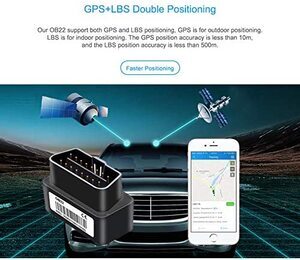 GPS+LBS Double Positioning
Our OB22 support both GPS and LBS positioning, GPS is for outdoor positioning.
LBS is for indoor positioning. The GPS position accuracy is less than 10m,
and the LBS position accuracy is less than 500m.
Faster Positioning